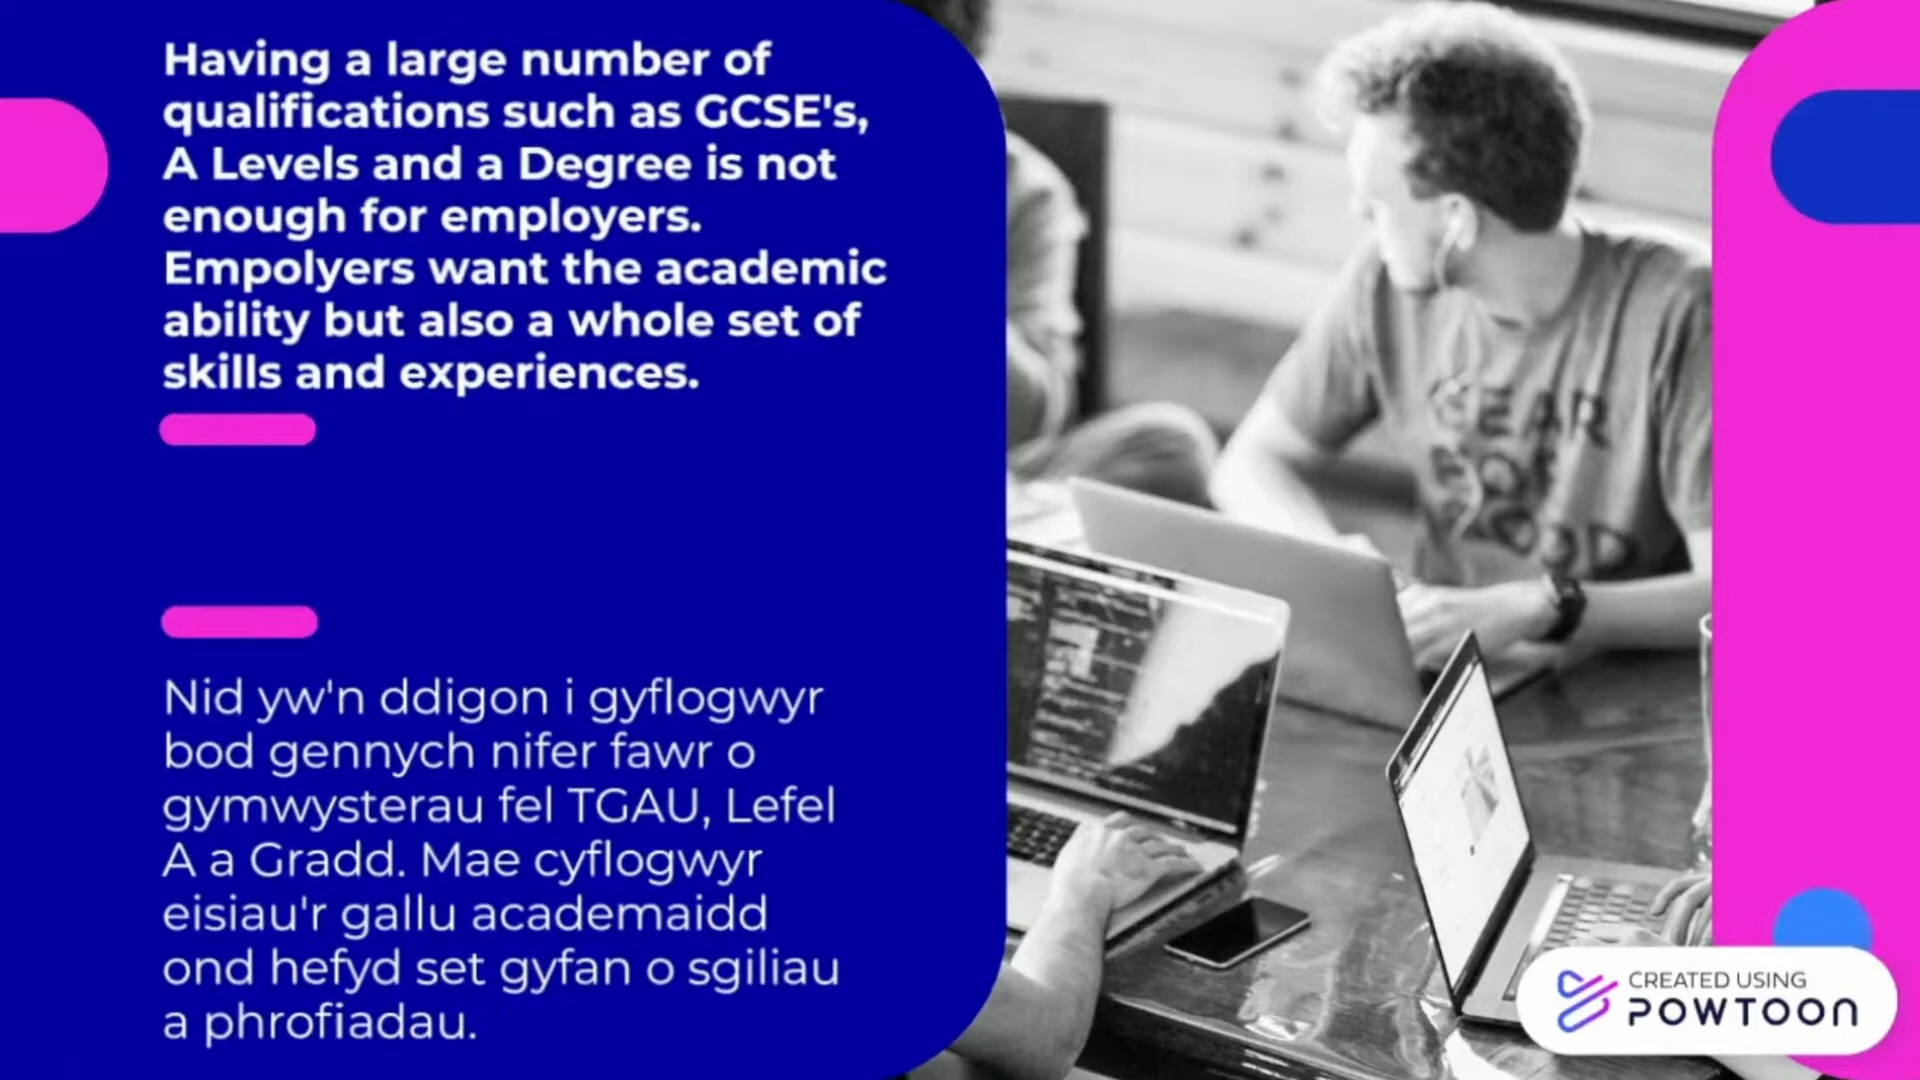 Having a large number of
qualifications such as GCSE's,
A Levels and a Degree is not
enough for employers.
Empolyers want the academic
ability but also a whole set of
skills and experiences.
Nid yw'n ddigon i gyflogwyr
bod gennych nifer fawr o
gymwysterau fel TGAU, Lefel
A a Gradd. Mae cyflogwyr
eisiau'r gallu academaidd
ond hefyd set gyfan o sgiliau
a phrofiadau.
CREATED USING
POWTOON